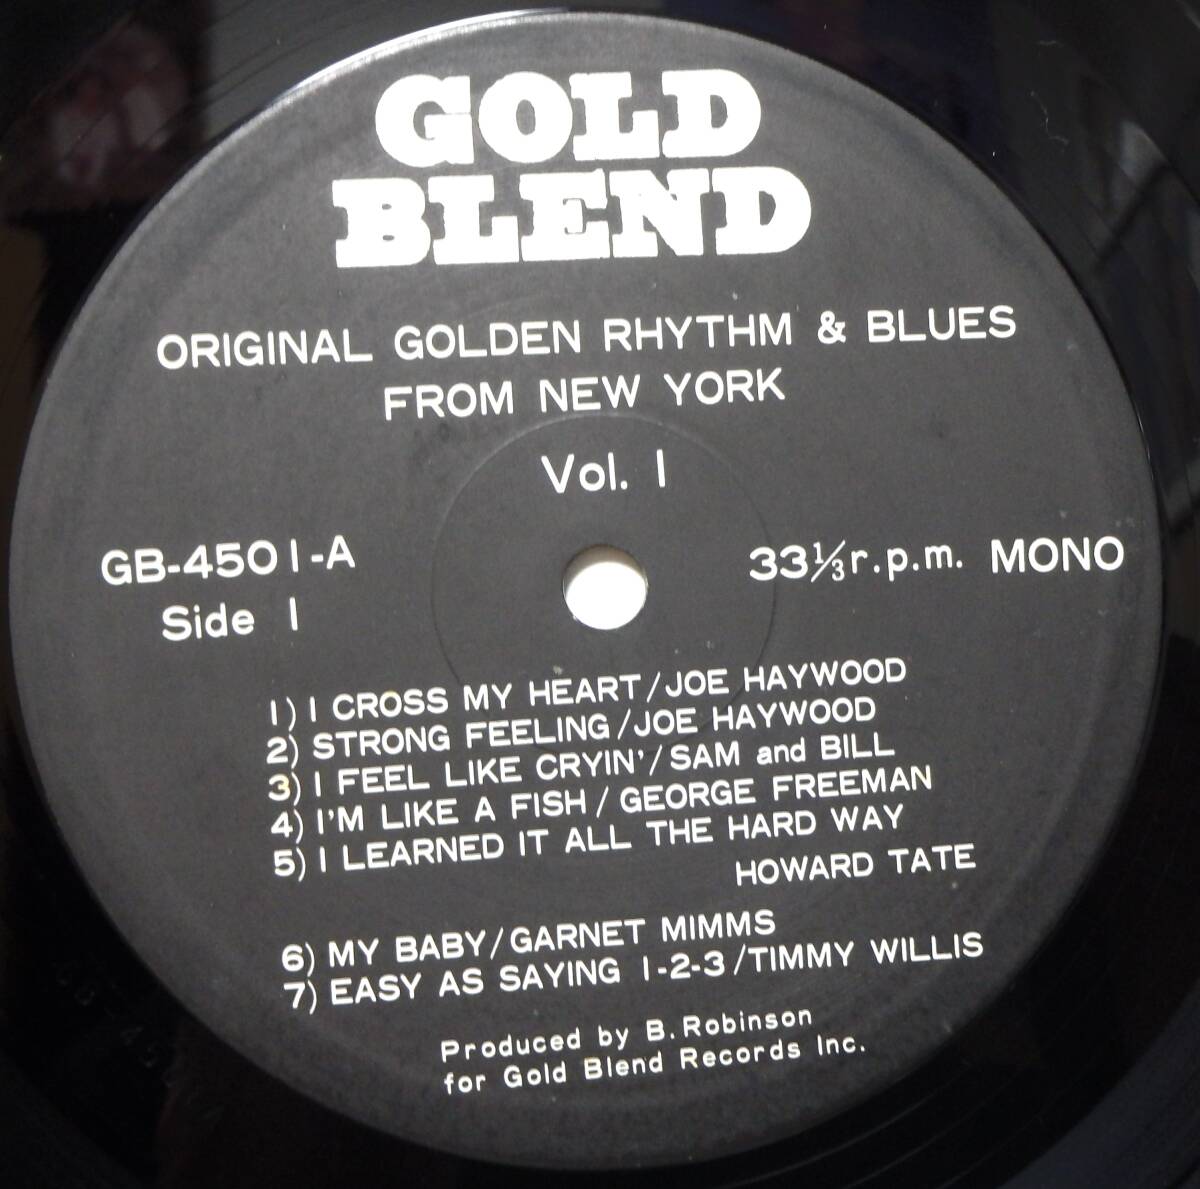 GOLD
BLEND
ORIGINAL GOLDEN RHYTHM & BLUES
FROM NEW YORK
Vol. 1
GB-4501-A
33⅓ r.p.m. MONO
Side 1
1) I CROSS MY HEART/JOE HAYWOOD
2) STRONG FEELING/JOE HAYWOOD
3) I FEEL LIKE CRYIN'/SAM and BILL
4) I'M LIKE A FISH/GEORGE FREEMAN
5) I LEARNED IT ALL THE HARD WAY
HOWARD TATE
6) MY BABY/GARNET MIMMS
7) EASY AS SAYING 1-2-3/TIMMY WILLIS
Produced by B. Robinson
for Gold Blend Records Inc.